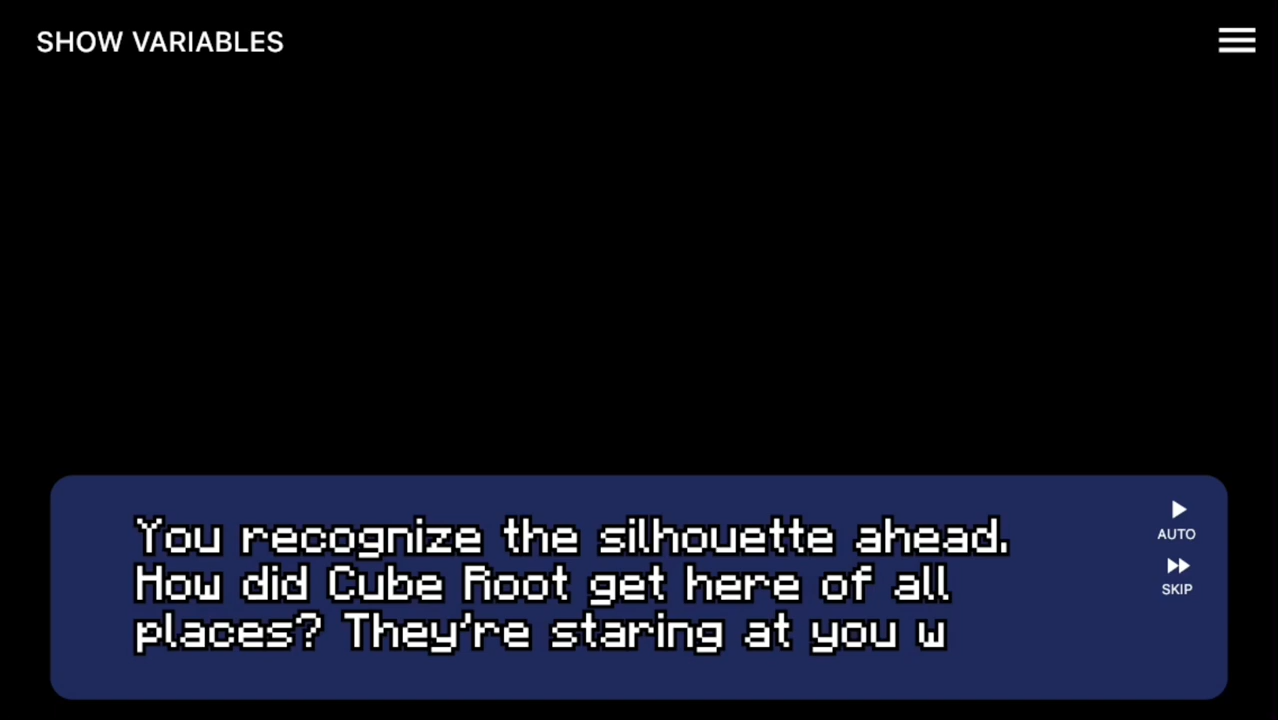 SHOW VARIABLES
You recognize the silhouette ahead.
How did Cube Root get here of all
places? They're staring at you w
AUTO
SKIP